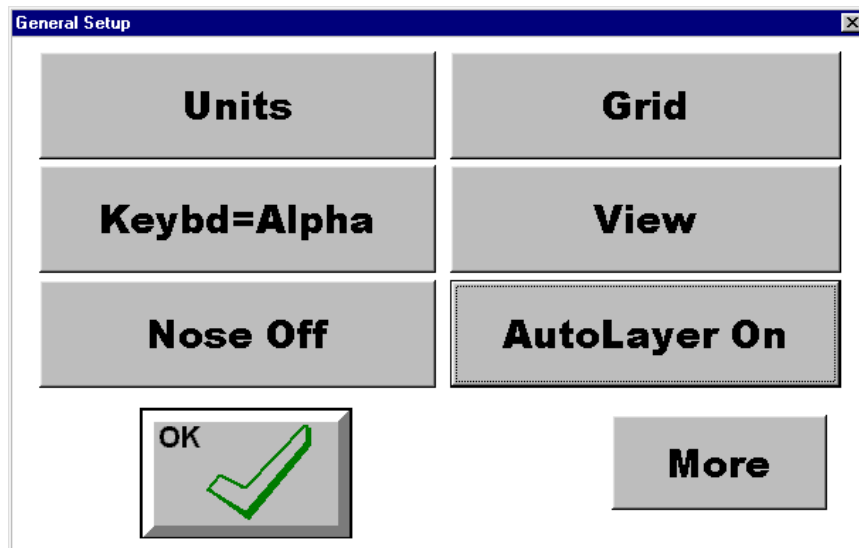 General Setup
Units
Grid
Keybd=Alpha
View
Nose Off
AutoLayer On
OK
More